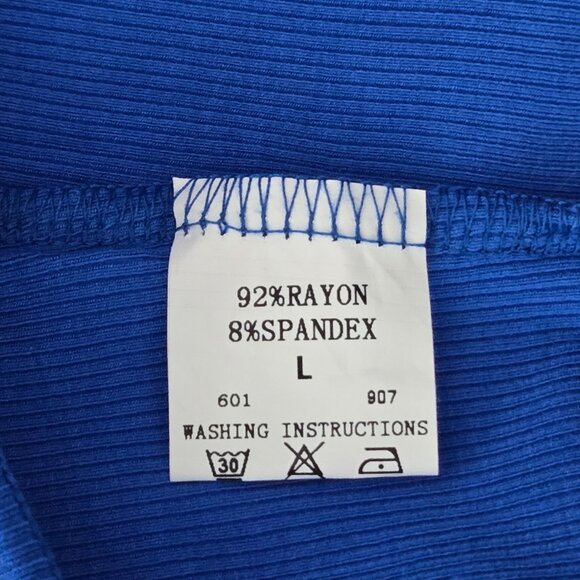 92%RAYON
8%SPANDEX
L
601 907
WASHING INSTRUCTIONS
30